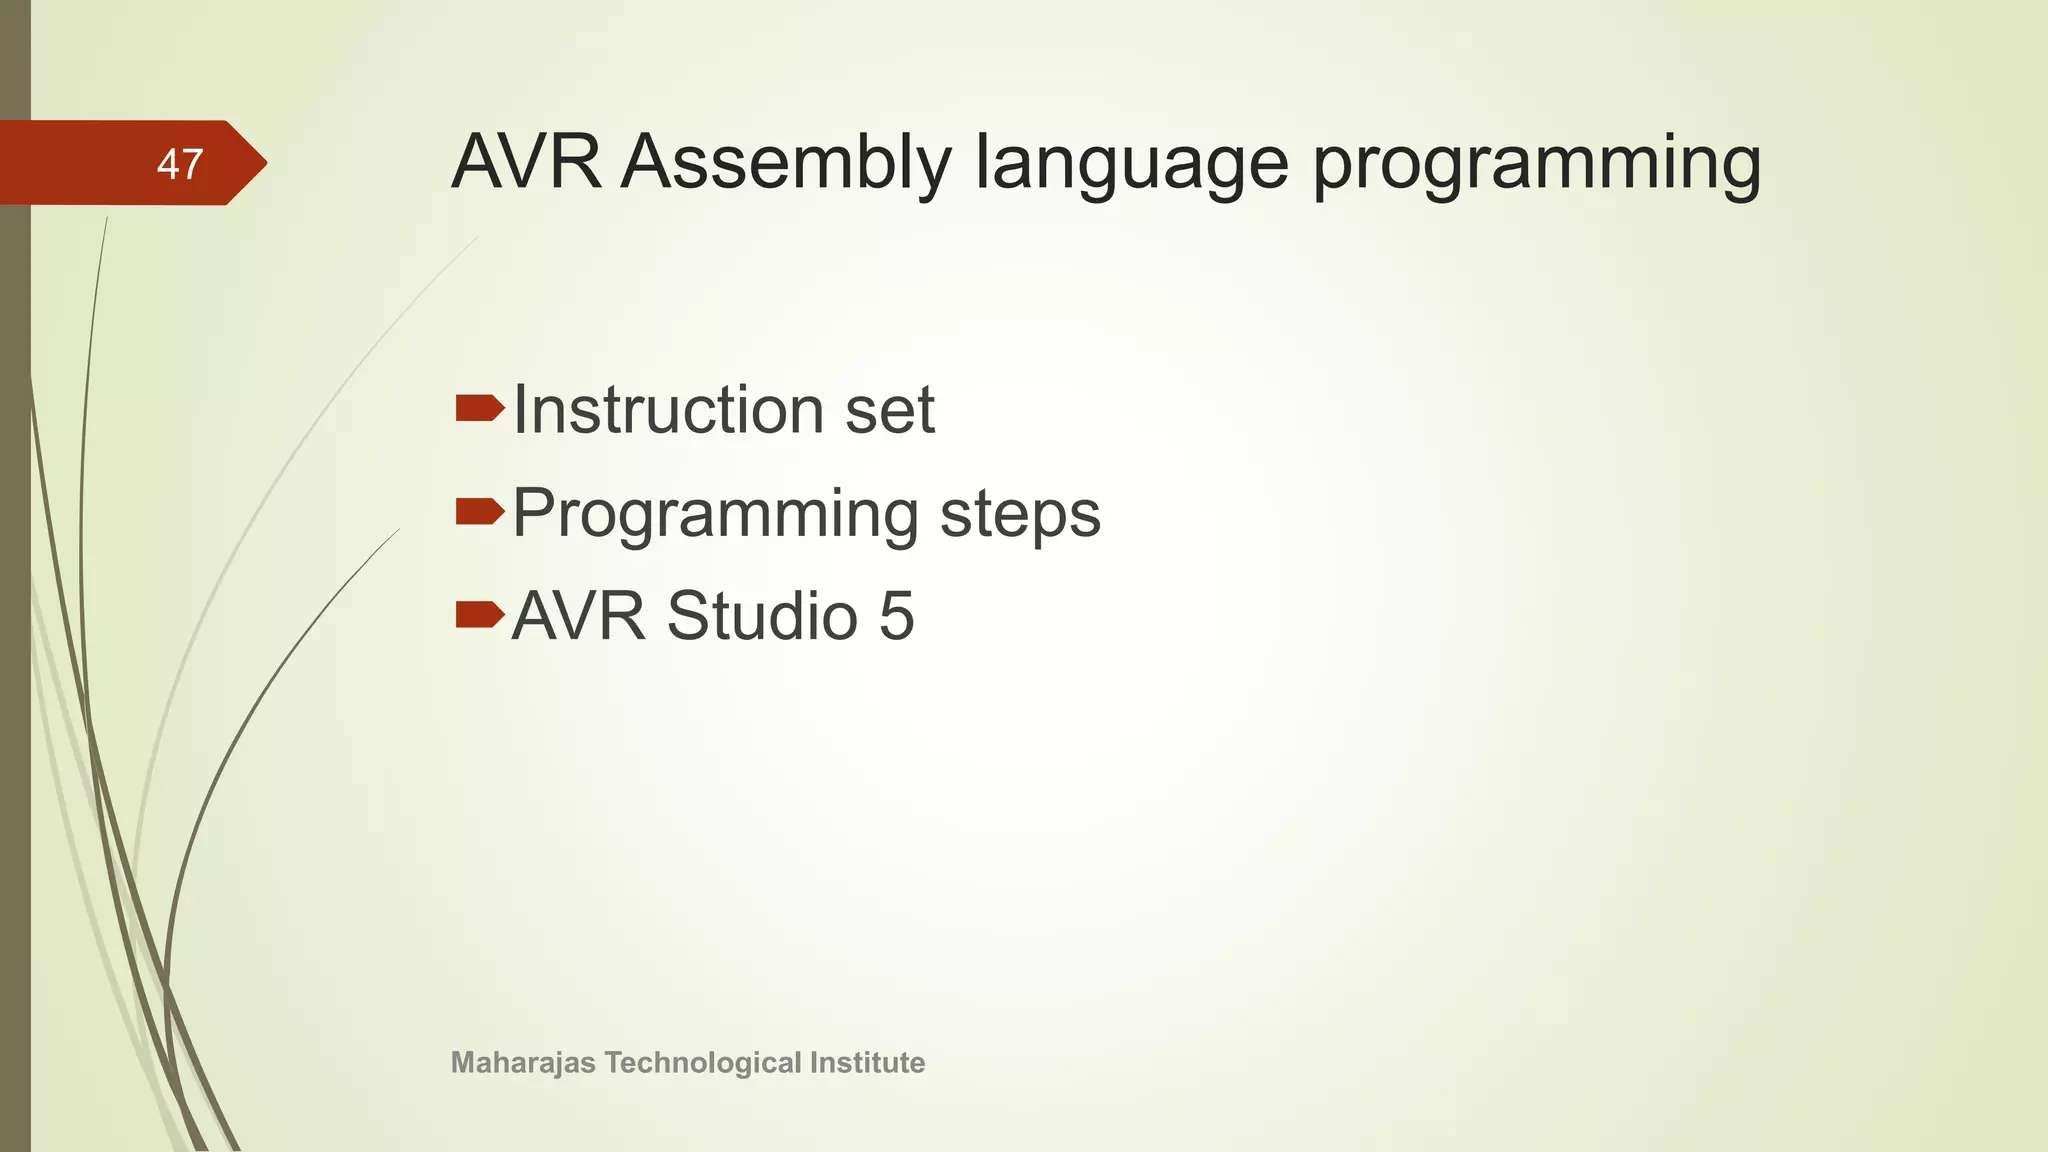 47
AVR Assembly language programming
Instruction set
Programming steps
AVR Studio 5
Maharajas Technological Institute